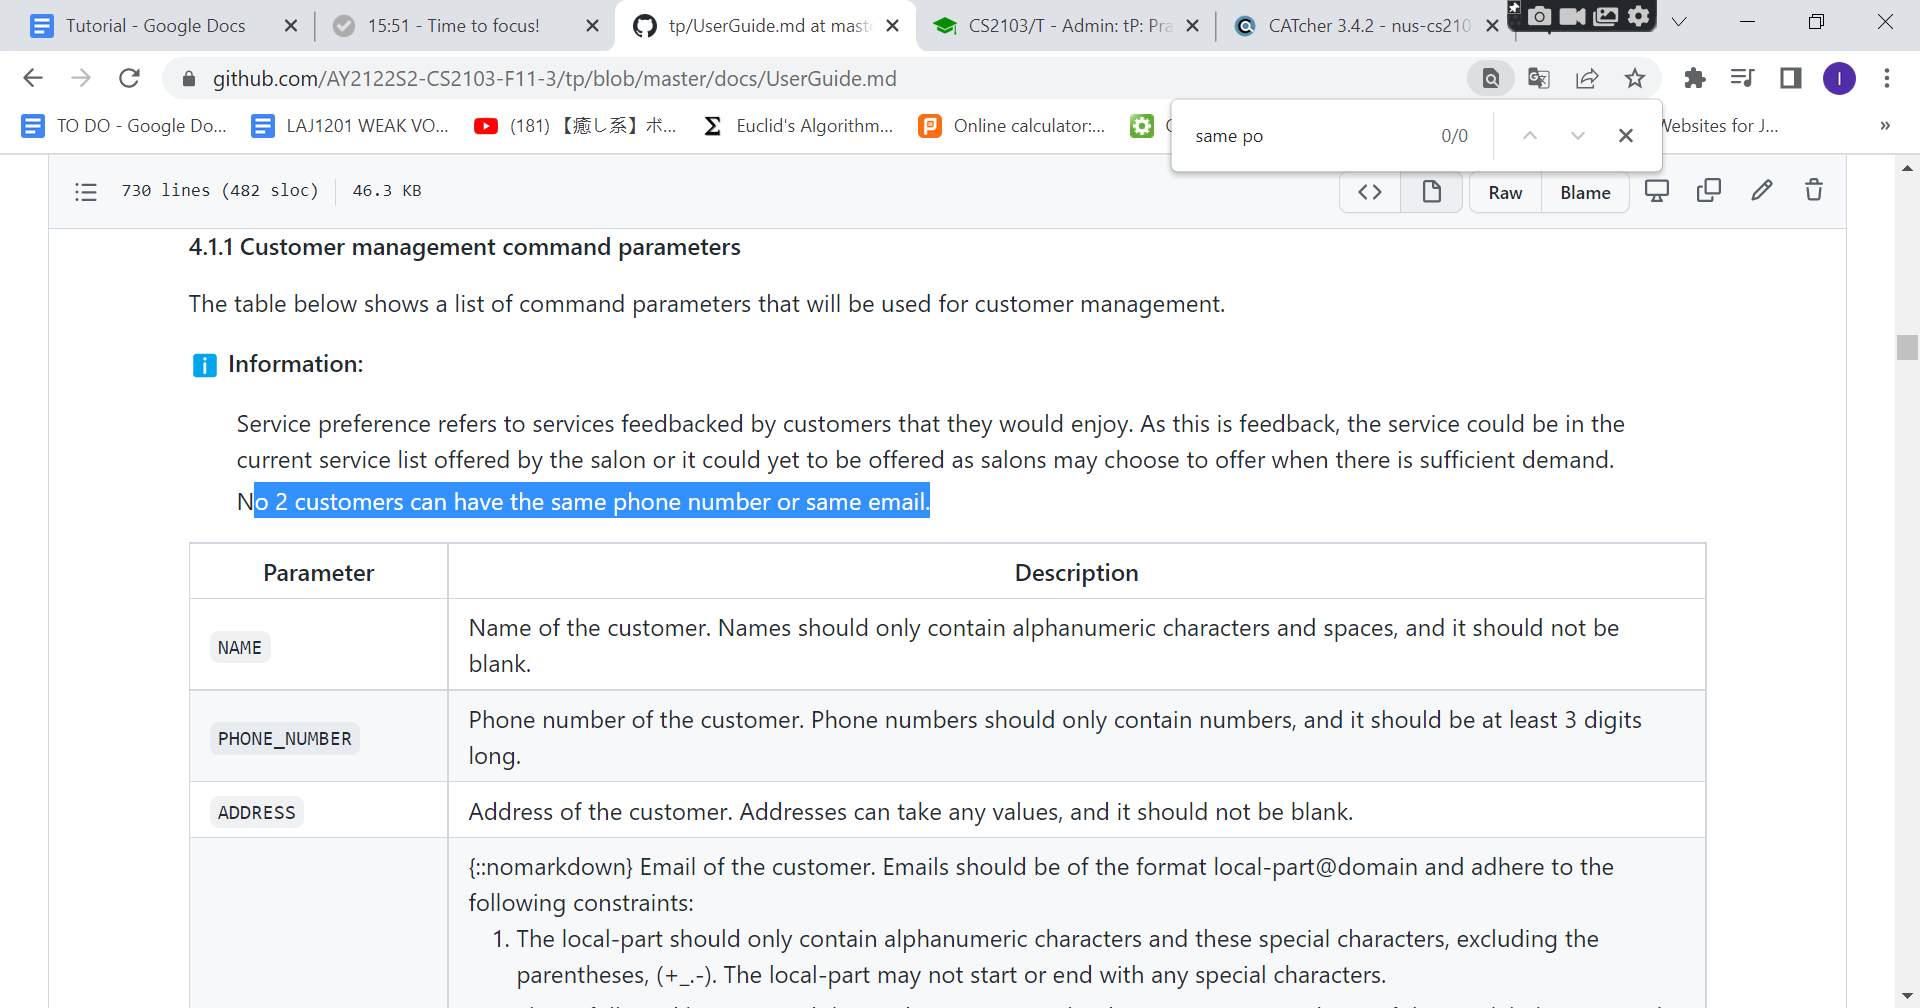 Tutorial - Google Docs
15:51 - Time to focus!
tp/UserGuide.md at mast
CS2103/T - Admin: tP: Pra
CATcher 3.4.2 - nus-cs210
github.com/AY2122S2-CS2103-F11-3/tp/blob/master/docs/UserGuide.md
I
TO DO - Google Do...
LAJ1201 WEAK VO...
(181) 【癒し系】ボ...
Euclid's Algorithm...
Online calculator:...
Websites for J...
»
same po
0/0
730 lines (482 sloc)
46.3 KB
Raw
Blame
4.1.1 Customer management command parameters
The table below shows a list of command parameters that will be used for customer management.
i Information:
Service preference refers to services feedbacked by customers that they would enjoy. As this is feedback, the service could be in the
current service list offered by the salon or it could yet to be offered as salons may choose to offer when there is sufficient demand.
No 2 customers can have the same phone number or same email.
Parameter
Description
NAME
Name of the customer. Names should only contain alphanumeric characters and spaces, and it should not be
blank.
PHONE_NUMBER
Phone number of the customer. Phone numbers should only contain numbers, and it should be at least 3 digits
long.
ADDRESS
Address of the customer. Addresses can take any values, and it should not be blank.
{::nomarkdown} Email of the customer. Emails should be of the format local-part@domain and adhere to the
following constraints:
1. The local-part should only contain alphanumeric characters and these special characters, excluding the
parentheses, (+_.-). The local-part may not start or end with any special characters.